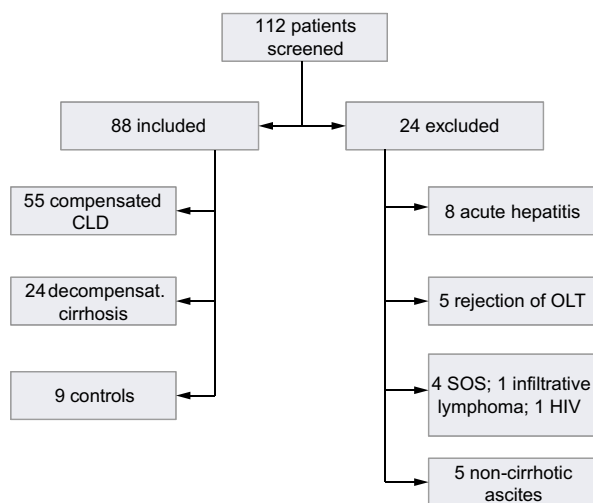 112 patients
screened
88 included
24 excluded
55 compensated
CLD
24 decompensat.
cirrhosis
9 controls
8 acute hepatitis
5 rejection of OLT
4 SOS; 1 infiltrative
lymphoma; 1 HIV
5 non-cirrhotic
ascites